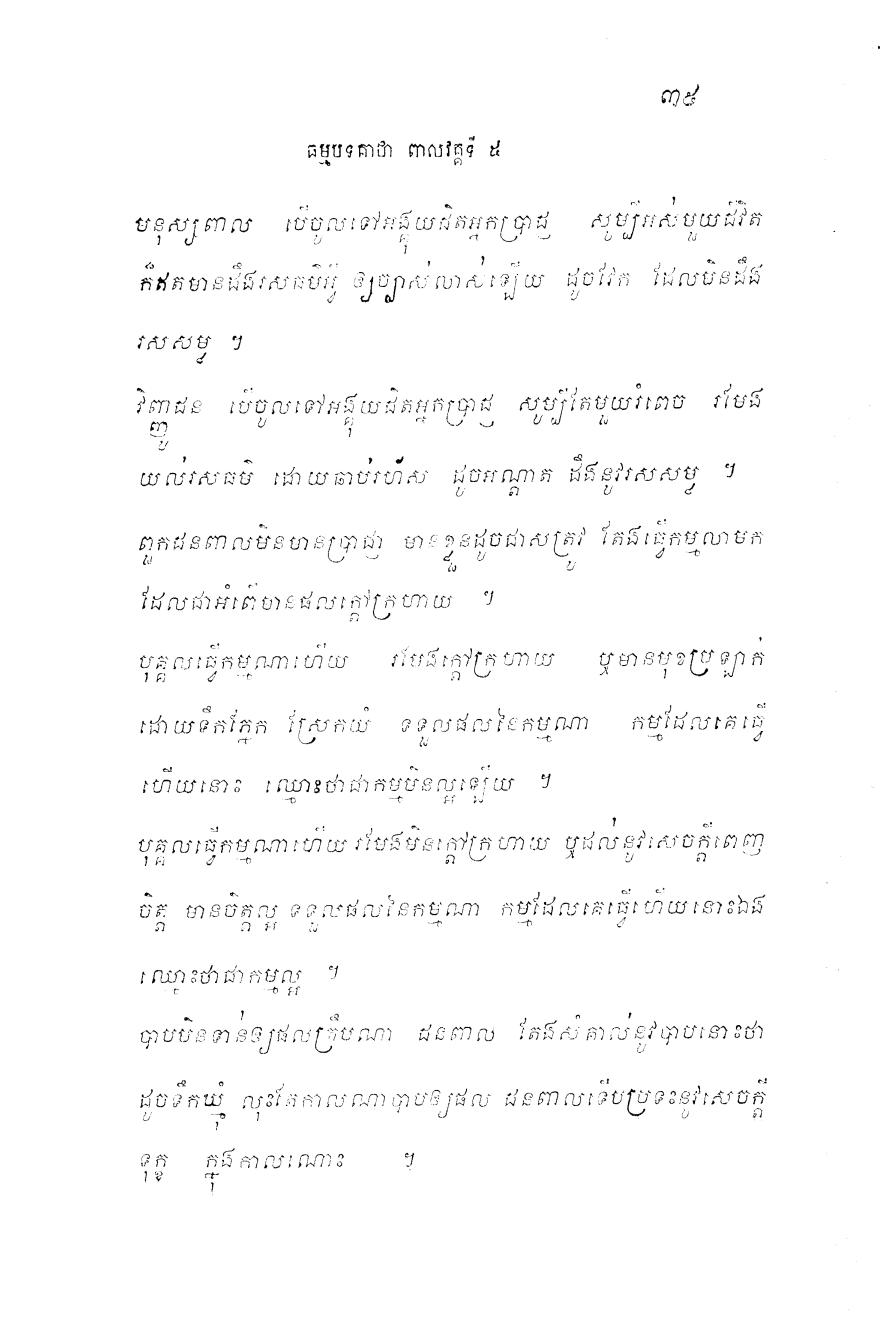 ៣៥
ធម្មបទគាថា ពាលវគ្គទី ៥
មនុស្សពាល បើចូលទៅអង្គុយជិតអ្នកប្រាជ្ញ សូម្បីអស់មួយជីវិត
ក៏ឥតមានដឹងរសធម៌អ្វី ឲ្យច្បាស់លាស់ឡើយ ដូចវែក ដែលមិនដឹង
រសសម្ល ។
វិញ្ញូជន បើចូលទៅអង្គុយជិតអ្នកប្រាជ្ញ សូម្បីតែមួយរំពេច រមែង
យល់រសធម៌ ដោយឆាប់រហ័ស ដូចអណ្តាត ដឹងនូវរសសម្ល ។
ពួកជនពាលមិនមានប្រាជ្ញា មានខ្លួនដូចជាសត្រូវ តែងធ្វើកម្មលាមក
ដែលជាអំពើមានផលក្តៅក្រហាយ ។
បុគ្គលធ្វើកម្មណាហើយ រមែងក្តៅក្រហាយ ឬមានមុខប្រឡាក់
ដោយទឹកភ្នែក ស្រែកយំ ទទួលផលនៃកម្មណា កម្មដែលគេធ្វើ
ហើយនោះ ឈ្មោះថាជាកម្មមិនល្អឡើយ ។
បុគ្គលធ្វើកម្មណាហើយ រមែងមិនក្តៅក្រហាយ ឬដល់នូវសេចក្តីពេញ
ចិត្ត មានចិត្តល្អ ទទួលផលនៃកម្មណា កម្មដែលគេធ្វើហើយនោះឯង
ឈ្មោះថាជាកម្មល្អ ។
បាបមិនទាន់ឲ្យផលត្រឹមណា ជនពាល តែងសំគាល់នូវបាបនោះថា
ដូចទឹកឃ្មុំ លុះតែកាលណាបាបឲ្យផល ជនពាលទើបប្រទះនូវសេចក្តី
ទុក្ខ ក្នុងកាលណោះ ។